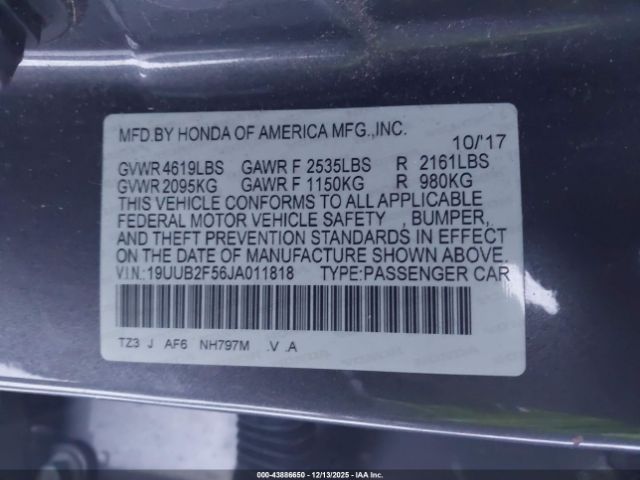 MFD.BY HONDA OF AMERICA MFG.,INC. 10/'17
GVWR 4619LBS GAWR F 2535LBS R 2161LBS
GVWR 2095KG GAWR F 1150KG R 980KG
THIS VEHICLE CONFORMS TO ALL APPLICABLE
FEDERAL MOTOR VEHICLE SAFETY , BUMPER,
AND THEFT PREVENTION STANDARDS IN EFFECT
ON THE DATE OF MANUFACTURE SHOWN ABOVE.
V.I.N.:19UUB2F56JA011818 TYPE:PASSENGER CAR
TZ3 J AF6 NH797M .V .A
000-43886650 - 12/13/2025 - Copyright IAA, Inc.